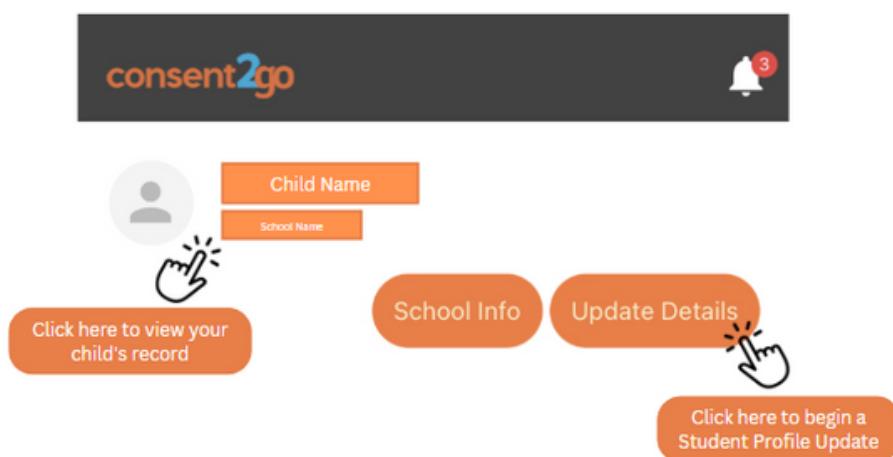 consent2go
3
Child Name
School Name
Click here to view your
child's record
School Info
Update Details
Click here to begin a
Student Profile Update